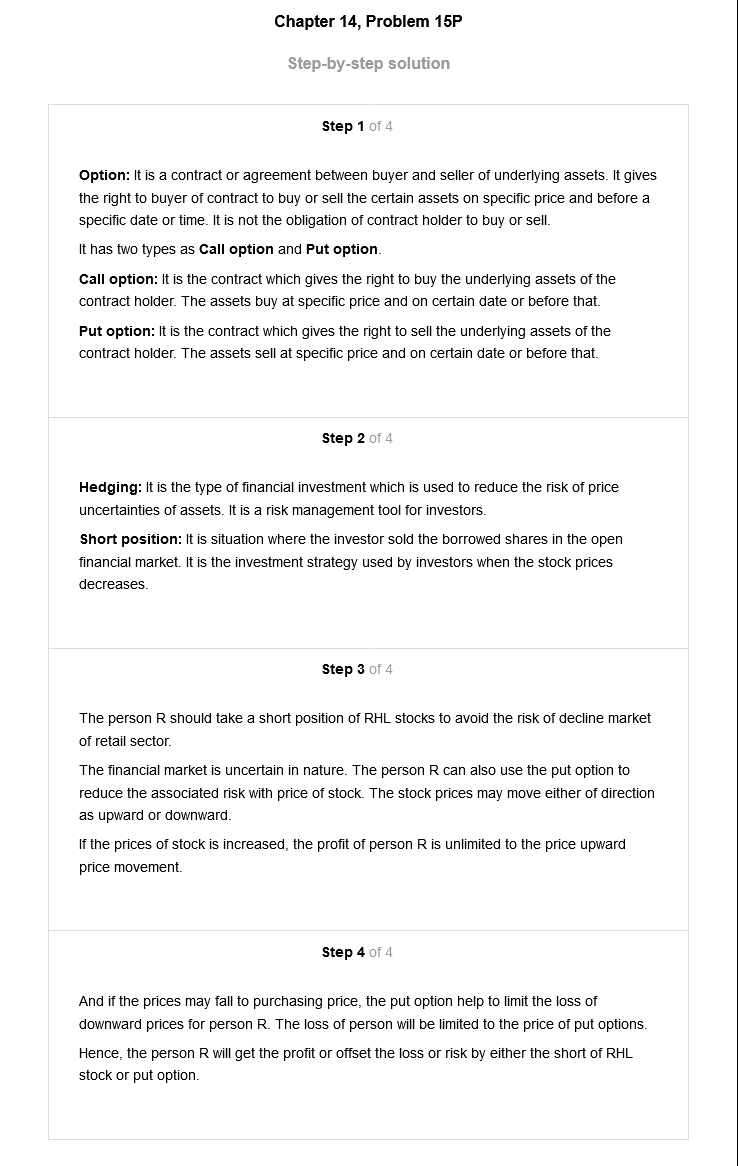 Chapter 14, Problem 15P
Step-by-step solution
Step 1 of 4
Option: It is a contract or agreement between buyer and seller of underlying assets. It gives
the right to buyer of contract to buy or sell the certain assets on specific price and before a
specific date or time. It is not the obligation of contract holder to buy or sell.
It has two types as Call option and Put option.
Call option: It is the contract which gives the right to buy the underlying assets of the
contract holder. The assets buy at specific price and on certain date or before that.
Put option: It is the contract which gives the right to sell the underlying assets of the
contract holder. The assets sell at specific price and on certain date or before that.
Step 2 of 4
Hedging: It is the type of financial investment which is used to reduce the risk of price
uncertainties of assets. It is a risk management tool for investors.
Short position: It is situation where the investor sold the borrowed shares in the open
financial market. It is the investment strategy used by investors when the stock prices
decreases.
Step 3 of 4
The person R should take a short position of RHL stocks to avoid the risk of decline market
of retail sector.
The financial market is uncertain in nature. The person R can also use the put option to
reduce the associated risk with price of stock. The stock prices may move either of direction
as upward or downward.
If the prices of stock is increased, the profit of person R is unlimited to the price upward
price movement.
Step 4 of 4
And if the prices may fall to purchasing price, the put option help to limit the loss of
downward prices for person R. The loss of person will be limited to the price of put options.
Hence, the person R will get the profit or offset the loss or risk by either the short of RHL
stock or put option.